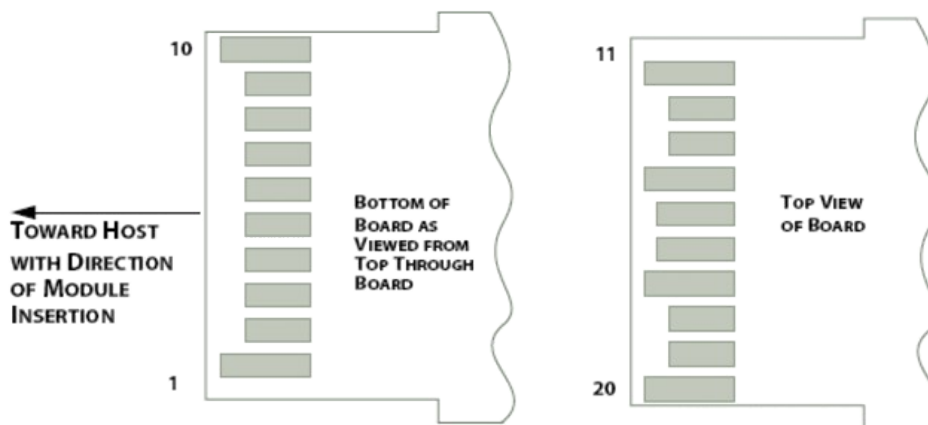 10
TOWARD HOST
WITH DIRECTION
OF MODULE
INSERTION
1
BOTTOM OF
BOARD AS
VIEWED FROM
TOP THROUGH
BOARD
11
TOP VIEW
OF BOARD
20